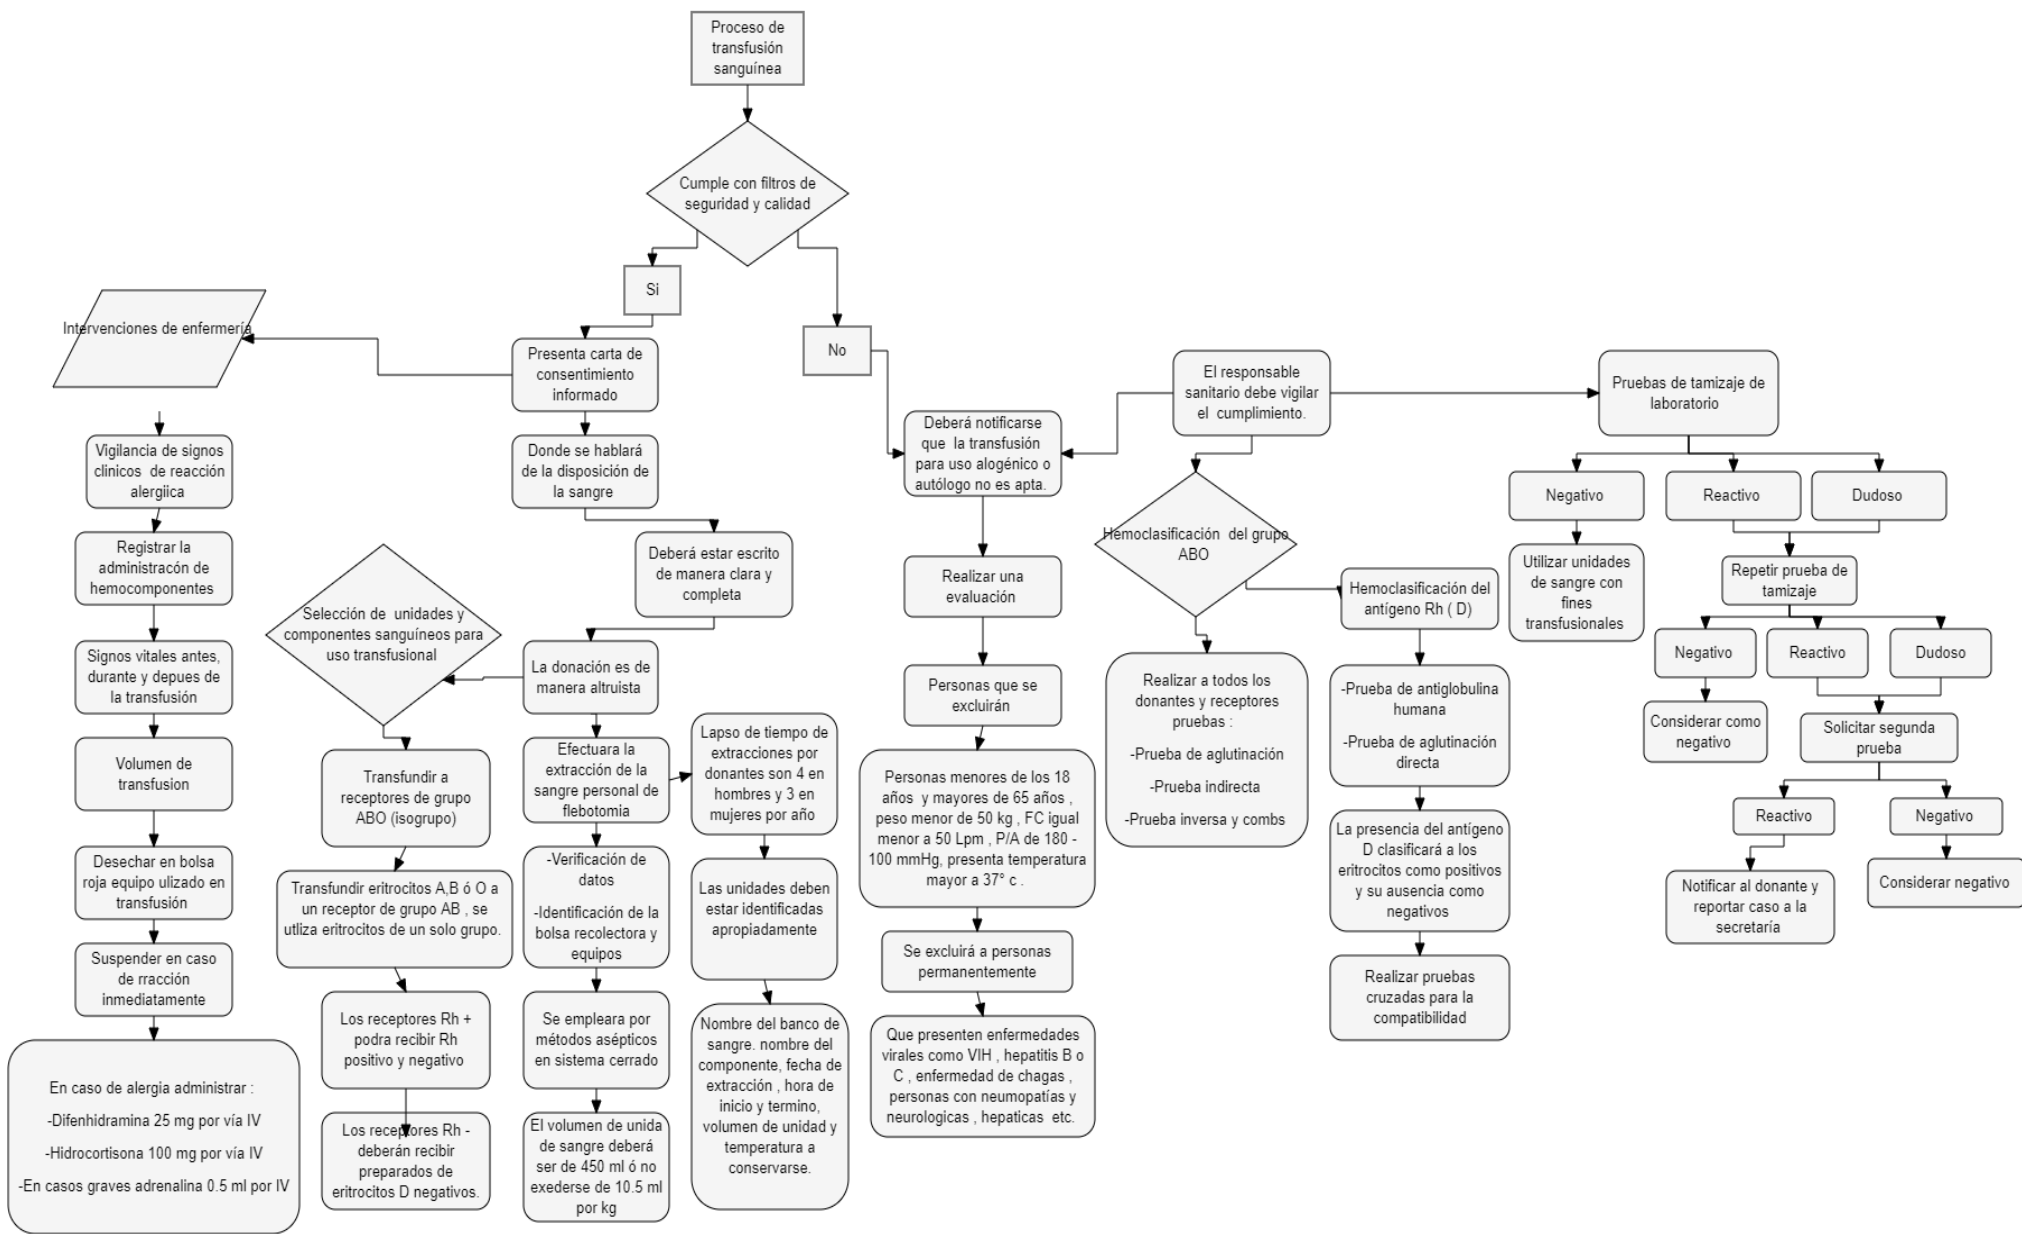 Proceso de
transfusión
sanguínea
Cumple con filtros de
seguridad y calidad
Si
No
Intervenciones de enfermería
Vigilancia de signos
clinicos de reacción
alergiica
Registrar la
administracón de
hemocomponentes
Signos vitales antes,
durante y depues de
la transfusión
Volumen de
transfusion
Desechar en bolsa
roja equipo ulizado en
transfusión
Suspender en caso
de rracción
inmediatamente
En caso de alergia administrar :
-Difenhidramina 25 mg por vía IV
-Hidrocortisona 100 mg por vía IV
-En casos graves adrenalina 0.5 ml por IV
Presenta carta de
consentimiento
informado
Donde se hablará
de la disposición de
la sangre
Deberá estar escrito
de manera clara y
completa
La donación es de
manera altruista
Selección de unidades y
componentes sanguíneos para
uso transfusional
Transfundir a
receptores de grupo
ABO (isogrupo)
Transfundir eritrocitos A,B ó O a
un receptor de grupo AB , se
utliza eritrocitos de un solo grupo.
Los receptores Rh +
podra recibir Rh
positivo y negativo
Los receptores Rh -
deberán recibir
preparados de
eritrocitos D negativos.
Efectuara la
extracción de la
sangre personal de
flebotomia
-Verificación de
datos
-Identificación de la
bolsa recolectora y
equipos
Se empleara por
métodos asépticos
en sistema cerrado
El volumen de unida
de sangre deberá
ser de 450 ml ó no
exederse de 10.5 ml
por kg
Lapso de tiempo de
extracciones por
donantes son 4 en
hombres y 3 en
mujeres por año
Las unidades deben
estar identificadas
apropiadamente
Nombre del banco de
sangre. nombre del
componente, fecha de
extracción , hora de
inicio y termino,
volumen de unidad y
temperatura a
conservarse.
Deberá notificarse
que la transfusión
para uso alogénico o
autólogo no es apta.
Realizar una
evaluación
Personas que se
excluirán
Personas menores de los 18
años y mayores de 65 años ,
peso menor de 50 kg , FC igual
menor a 50 Lpm , P/A de 180 -
100 mmHg, presenta temperatura
mayor a 37° c .
Se excluirá a personas
permanentemente
Que presenten enfermedades
virales como VIH , hepatitis B o
C , enfermedad de chagas ,
personas con neumopatías y
neurologicas , hepaticas etc.
El responsable
sanitario debe vigilar
el cumplimiento.
Hemoclasificación del grupo
ABO
Realizar a todos los
donantes y receptores
pruebas :
-Prueba de aglutinación
-Prueba indirecta
-Prueba inversa y combs
Hemoclasificación del
antígeno Rh ( D)
-Prueba de antiglobulina
humana
-Prueba de aglutinación
directa
La presencia del antígeno
D clasificará a los
eritrocitos como positivos
y su ausencia como
negativos
Realizar pruebas
cruzadas para la
compatibilidad
Pruebas de tamizaje de
laboratorio
Negativo
Reactivo
Dudoso
Utilizar unidades
de sangre con
fines
transfusionales
Repetir prueba de
tamizaje
Negativo
Reactivo
Dudoso
Considerar como
negativo
Solicitar segunda
prueba
Reactivo
Negativo
Notificar al donante y
reportar caso a la
secretaría
Considerar negativo